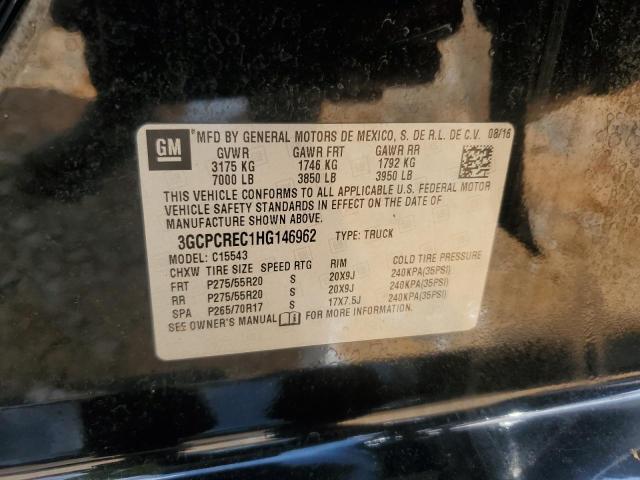 GM MFD BY GENERAL MOTORS DE MEXICO, S. DE R.L. DE C.V. 08/16
GVWR GAWR FRT GAWR RR
3175 KG 1746 KG 1792 KG
7000 LB 3850 LB 3950 LB
THIS VEHICLE CONFORMS TO ALL APPLICABLE U.S. FEDERAL MOTOR
VEHICLE SAFETY STANDARDS IN EFFECT ON THE DATE OF
MANUFACTURE SHOWN ABOVE.
3GCPCREC1HG146962 TYPE: TRUCK
MODEL: C15543
CHXW TIRE SIZE SPEED RTG RIM COLD TIRE PRESSURE
FRT P275/55R20 S 20X9J 240KPA(35PSI)
RR P275/55R20 S 20X9J 240KPA(35PSI)
SP P265/70R17 S 17X7.5J 240KPA(35PSI)
SEE OWNER'S MANUAL FOR MORE INFORMATION.